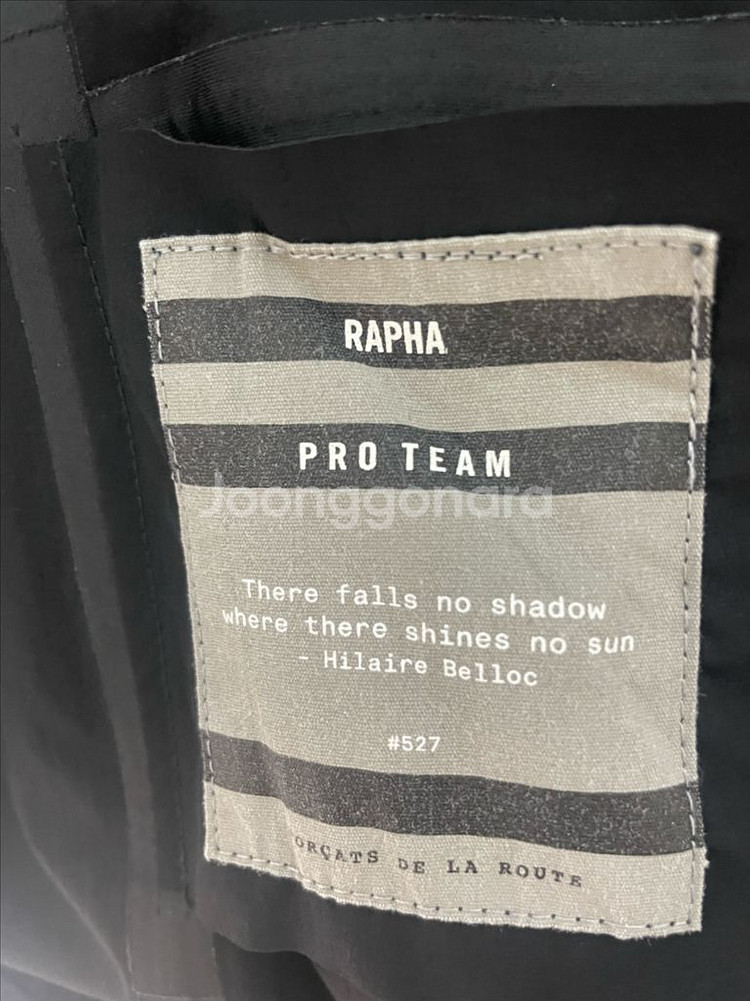 RAPHA
PRO TEAM
Joonggonara
There falls no shadow
where there shines no sun
- Hilaire Belloc
#527
ORÇATS DE LA ROUTE